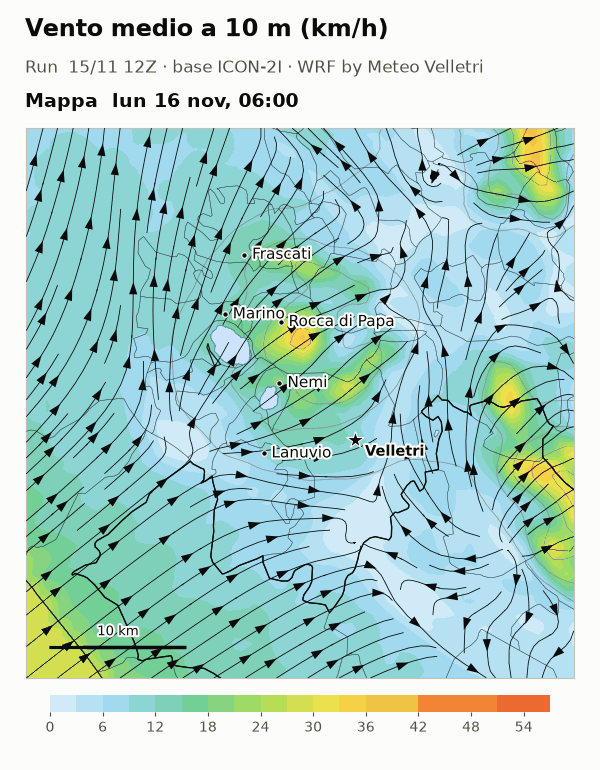 Vento medio a 10 m (km/h)
Run 15/11 12Z · base ICON-2I · WRF by Meteo Velletri
Mappa lun 16 nov, 06:00
Frascati
Marino
Rocca di Papa
Nemi
Velletri
Lanuvio
10 km
0 6 12 18 24 30 36 42 48 54